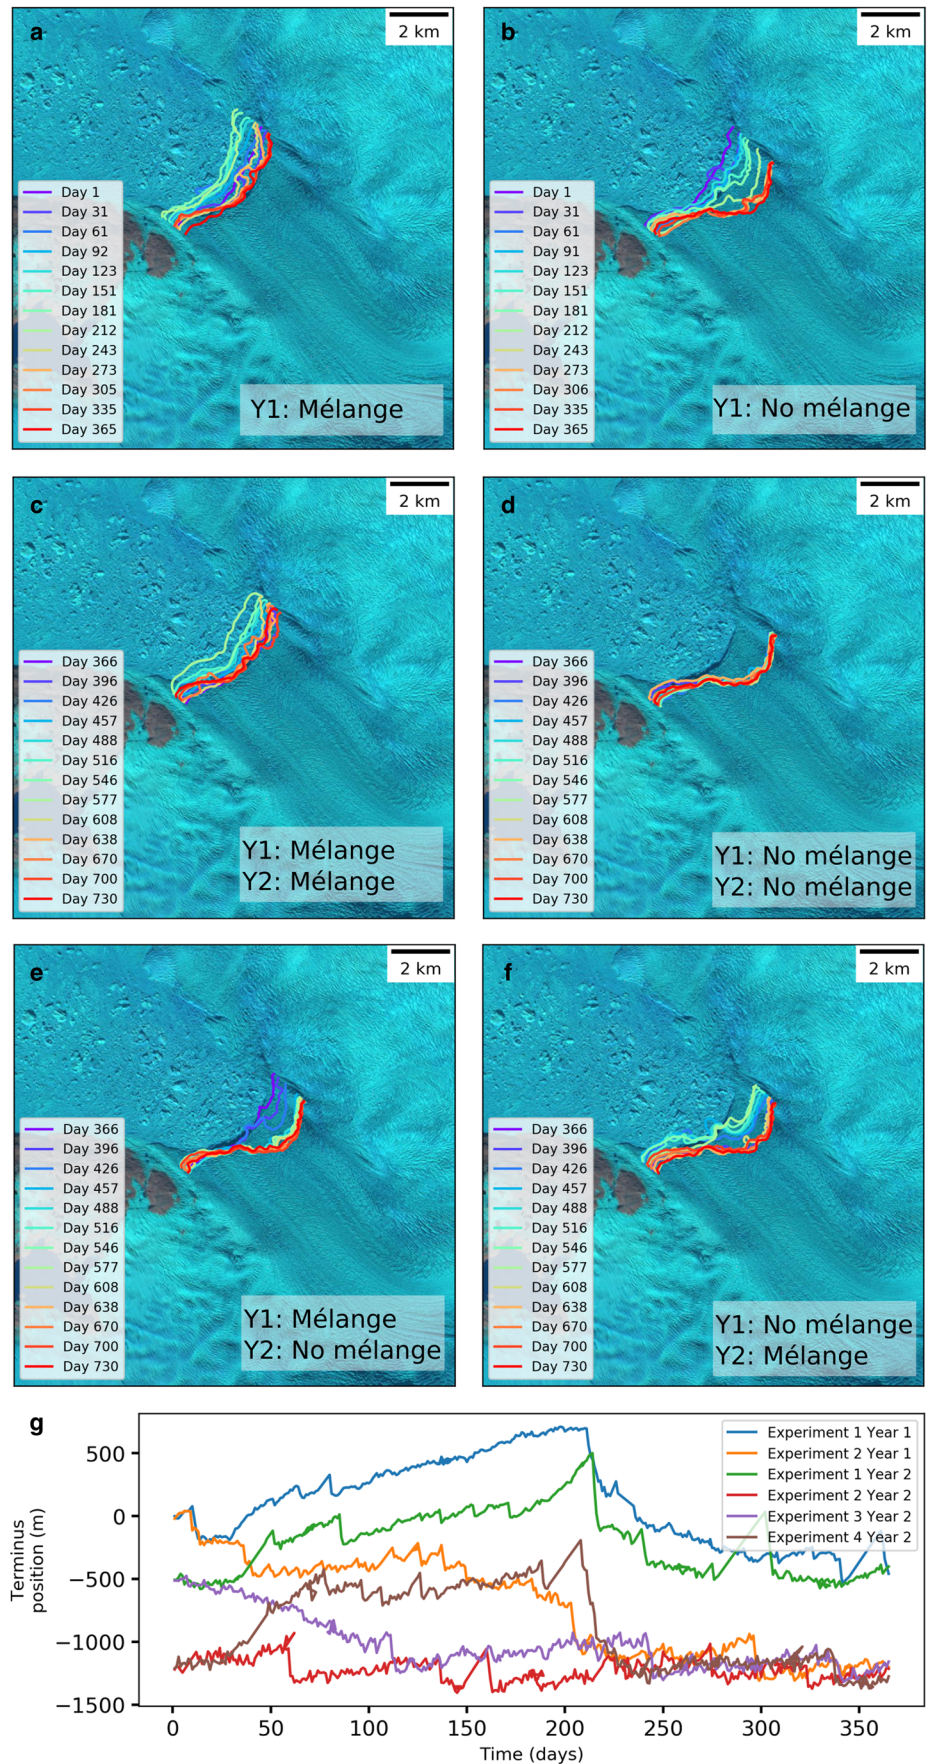 a
2 km
Day 1
Day 31
Day 61
Day 92
Day 123
Day 151
Day 181
Day 212
Day 243
Day 273
Day 305
Day 335
Day 365
Y1: Mélange
b
2 km
Day 1
Day 31
Day 61
Day 91
Day 123
Day 151
Day 181
Day 212
Day 243
Day 273
Day 306
Day 335
Day 365
Y1: No mélange
c
2 km
Day 366
Day 396
Day 426
Day 457
Day 488
Day 516
Day 546
Day 577
Day 608
Day 638
Day 670
Day 700
Day 730
Y1: Mélange
Y2: Mélange
d
2 km
Day 366
Day 396
Day 426
Day 457
Day 488
Day 516
Day 546
Day 577
Day 608
Day 638
Day 670
Day 700
Day 730
Y1: No mélange
Y2: No mélange
e
2 km
Day 366
Day 396
Day 426
Day 457
Day 488
Day 516
Day 546
Day 577
Day 608
Day 638
Day 670
Day 700
Day 730
Y1: Mélange
Y2: No mélange
f
2 km
Day 366
Day 396
Day 426
Day 457
Day 488
Day 516
Day 546
Day 577
Day 608
Day 638
Day 670
Day 700
Day 730
Y1: No mélange
Y2: Mélange
g
Terminus
position (m)
500
0
−500
−1000
−1500
Experiment 1 Year 1
Experiment 2 Year 1
Experiment 1 Year 2
Experiment 2 Year 2
Experiment 3 Year 2
Experiment 4 Year 2
0 50 100 150 200 250 300 350
Time (days)